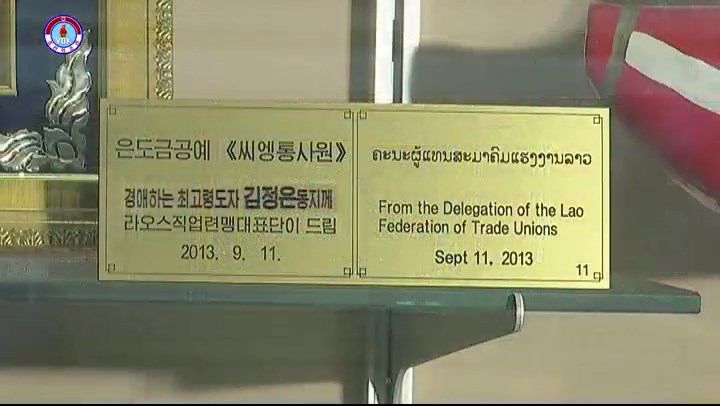 VOK
은도금공예 《씨엥통사원》
경애하는 최고령도자 김정은동지께
라오스직업련맹대표단이 드림
2013. 9. 11.
ຄະນະຜູ້ແທນສະມາຄົມແຮງງານລາວ
From the Delegation of the Lao
Federation of Trade Unions
Sept 11, 2013
11